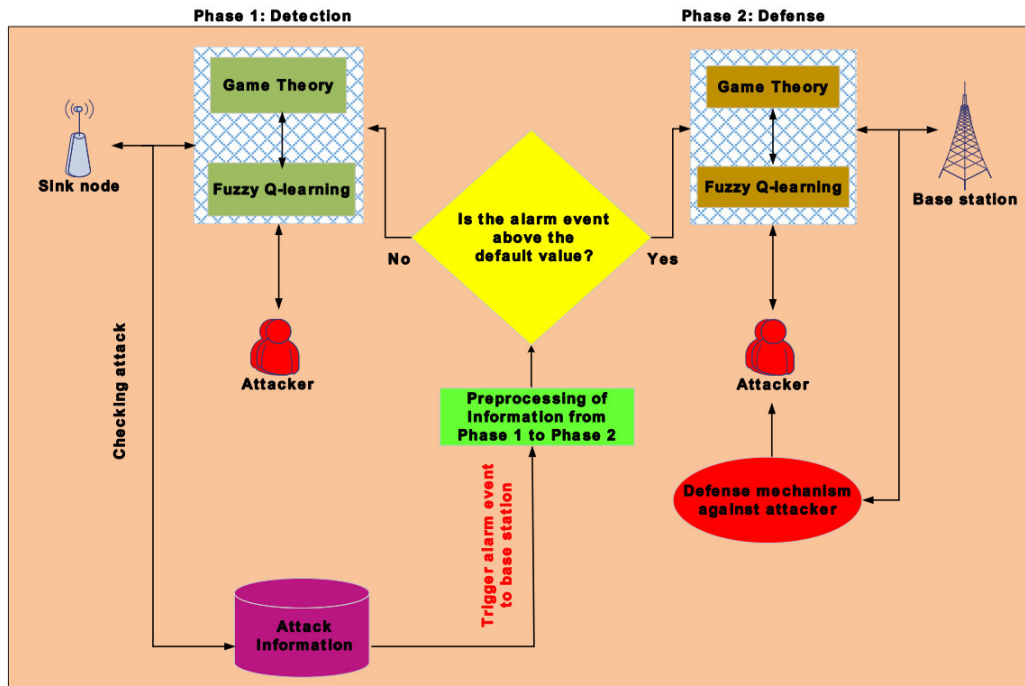 Phase 1: Detection
Phase 2: Defense
Game Theory
Fuzzy Q-learning
Sink node
Game Theory
Fuzzy Q-learning
Base station
Is the alarm event
above the
default value?
No
Yes
Attacker
Attacker
Checking attack
Preprocessing of
Information from
Phase 1 to Phase 2
Trigger alarm event
to base station
Defense mechanism
against attacker
Attack
Information